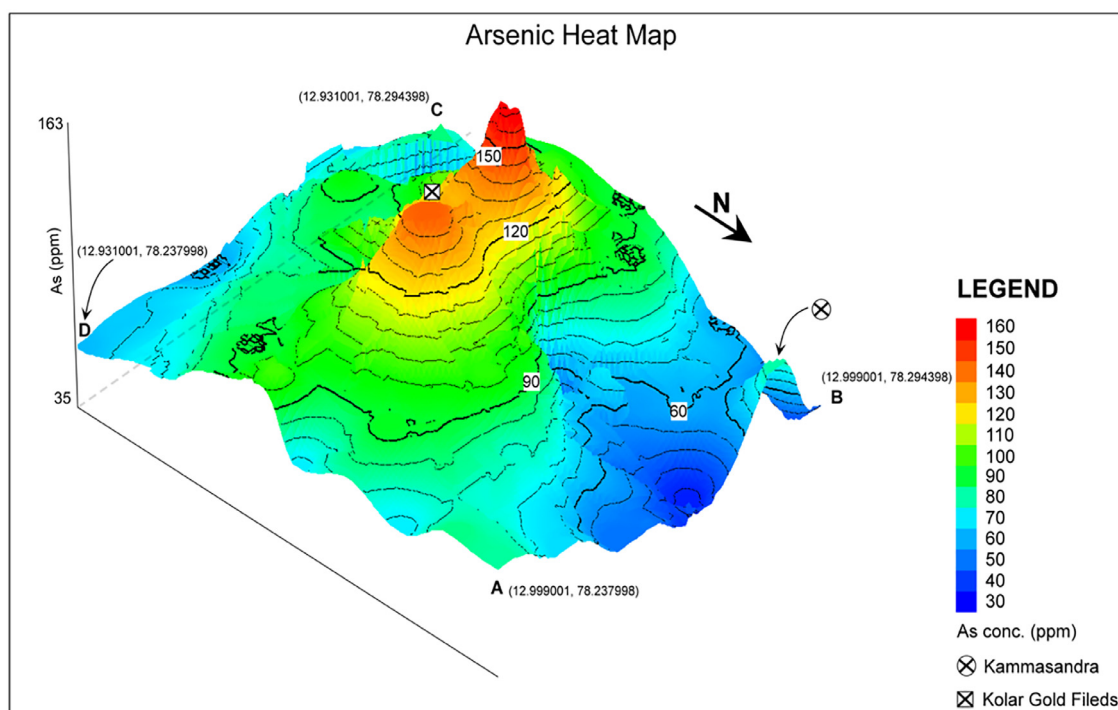 Arsenic Heat Map
(12.931001, 78.294398)
C
163
150
N
120
(12.931001, 78.237998)
As (ppm)
D
LEGEND
160
150
140
130
120
110
100
90
80
70
60
50
40
30
As conc. (ppm)
Kammasandra
Kolar Gold Fileds
(12.999001, 78.294398)
B
35
90
60
A (12.999001, 78.237998)